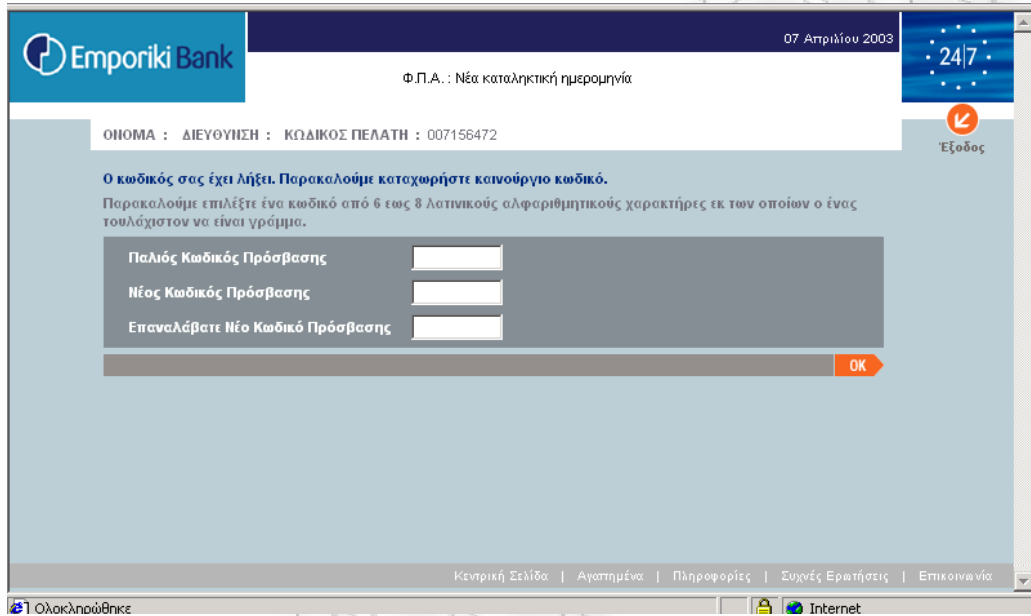 Emporiki Bank
07 Απριλίου 2003
24|7
Φ.Π.Α. : Νέα καταληκτική ημερομηνία
ΟΝΟΜΑ : ΔΙΕΥΘΥΝΣΗ : ΚΩΔΙΚΟΣ ΠΕΛΑΤΗ : 007156472
Έξοδος
Ο κωδικός σας έχει λήξει. Παρακαλούμε καταχωρήστε καινούργιο κωδικό.
Παρακαλούμε επιλέξτε ένα κωδικό από 6 εως 8 λατινικούς αλφαριθμητικούς χαρακτήρες εκ των οποίων ο ένας
τουλάχιστον να είναι γράμμα.
Παλιός Κωδικός Πρόσβασης
Νέος Κωδικός Πρόσβασης
Επαναλάβατε Νέο Κωδικό Πρόσβασης
OK
Κεντρική Σελίδα | Αγαπημένα | Πληροφορίες | Συχνές Ερωτήσεις | Επικοινωνία
Ολοκληρώθηκε
Internet